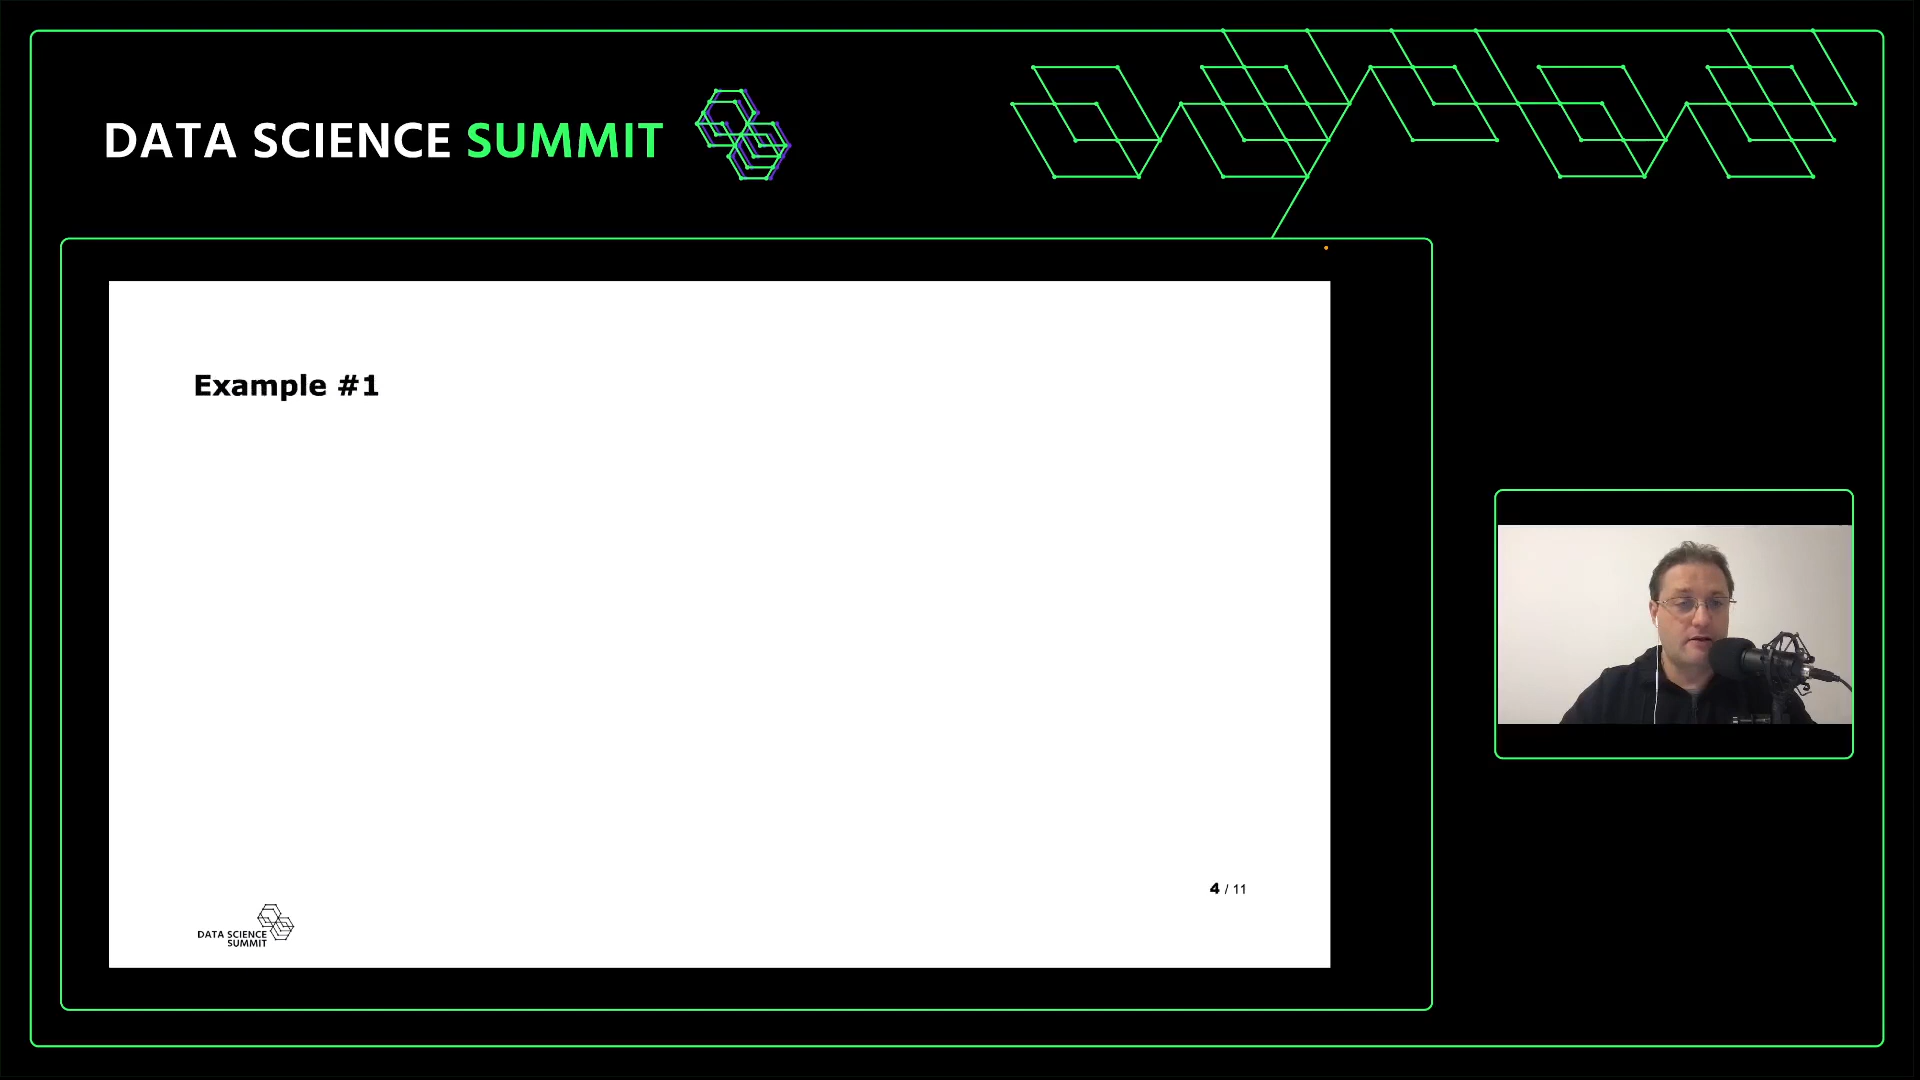 DATA SCIENCE SUMMIT
Example #1
4 / 11
DATA SCIENCE
SUMMIT